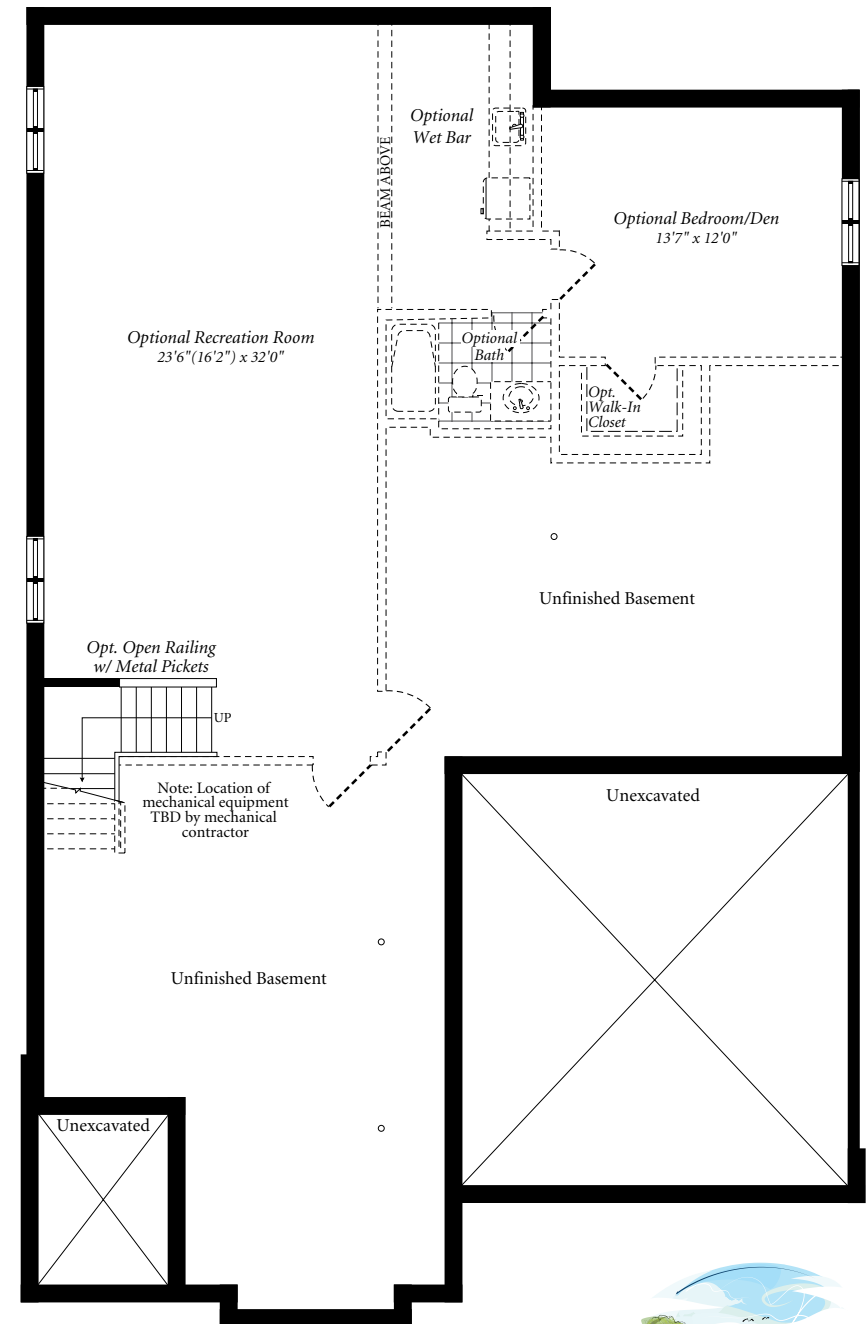 Optional
Wet Bar
BEAM ABOVE
Optional Bedroom/Den
13'7" x 12'0"
Optional Recreation Room
23'6"(16'2") x 32'0"
Optional
Bath
Opt.
Walk-In
Closet
Unfinished Basement
Opt. Open Railing
w/ Metal Pickets
UP
Note: Location of
mechanical equipment
TBD by mechanical
contractor
Unexcavated
Unfinished Basement
Unexcavated